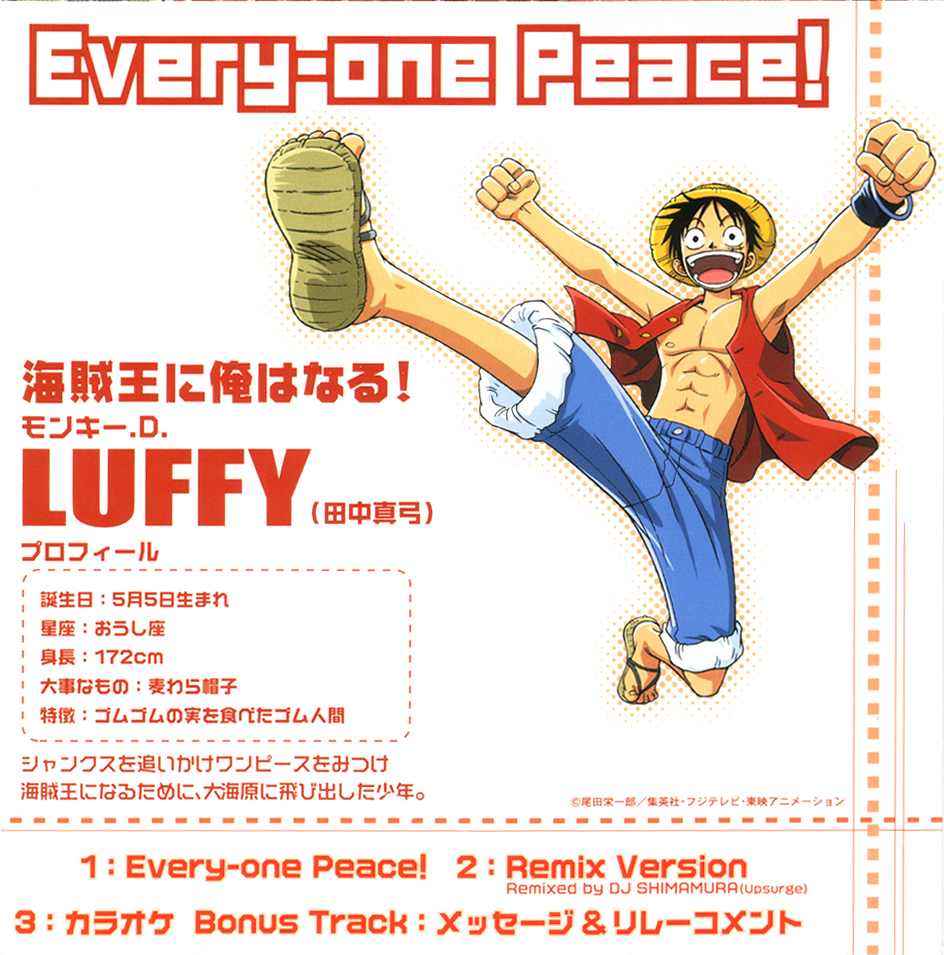 Every-one Peace!
海賊王に俺はなる!
モンキー.D.
LUFFY(田中真弓)
プロフィール
誕生日:5月5日生まれ
星座:おうし座
身長:172cm
大事なもの:麦わら帽子
特徴:ゴムゴムの実を食べたゴム人間
シャンクスを追いかけワンピースをみつけ
海賊王になるために、大海原に飛び出した少年。
©尾田栄一郎/集英社・フジテレビ・東映アニメーション
1:Every-one Peace! 2:Remix Version
Remixed by DJ SHIMAMURA(Upsurge)
3:カラオケ Bonus Track:メッセージ&リレーコメント